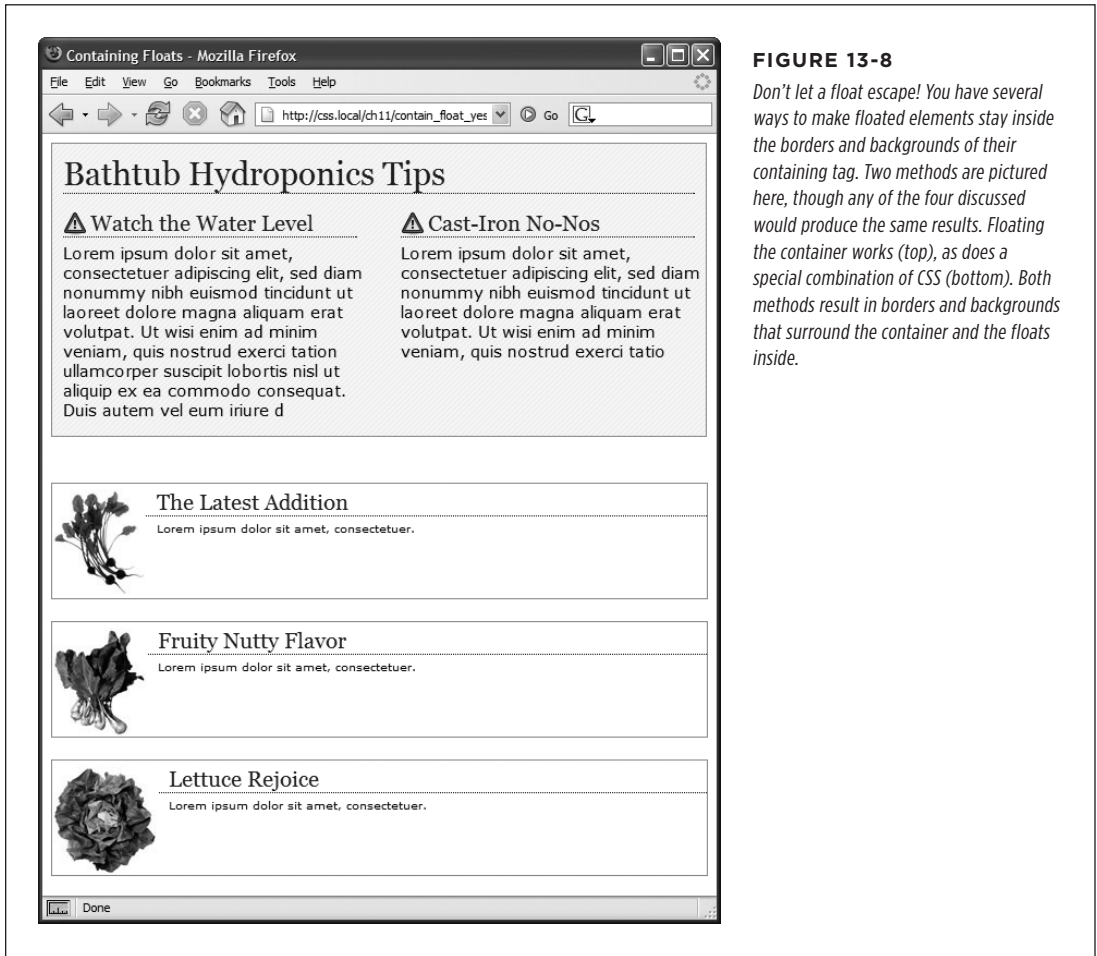 Containing Floats - Mozilla Firefox
File Edit View Go Bookmarks Tools Help
http://css.local/ch11/contain_float_yes Go G
Bathtub Hydroponics Tips
Watch the Water Level
Lorem ipsum dolor sit amet,
consectetuer adipiscing elit, sed diam
nonummy nibh euismod tincidunt ut
laoreet dolore magna aliquam erat
volutpat. Ut wisi enim ad minim
veniam, quis nostrud exerci tation
ullamcorper suscipit lobortis nisl ut
aliquip ex ea commodo consequat.
Duis autem vel eum iriure d
Cast-Iron No-Nos
Lorem ipsum dolor sit amet,
consectetuer adipiscing elit, sed diam
nonummy nibh euismod tincidunt ut
laoreet dolore magna aliquam erat
volutpat. Ut wisi enim ad minim
veniam, quis nostrud exerci tatio
The Latest Addition
Lorem ipsum dolor sit amet, consectetuer.
Fruity Nutty Flavor
Lorem ipsum dolor sit amet, consectetuer.
Lettuce Rejoice
Lorem ipsum dolor sit amet, consectetuer.
Done
FIGURE 13-8
Don't let a float escape! You have several
ways to make floated elements stay inside
the borders and backgrounds of their
containing tag. Two methods are pictured
here, though any of the four discussed
would produce the same results. Floating
the container works (top), as does a
special combination of CSS (bottom). Both
methods result in borders and backgrounds
that surround the container and the floats
inside.